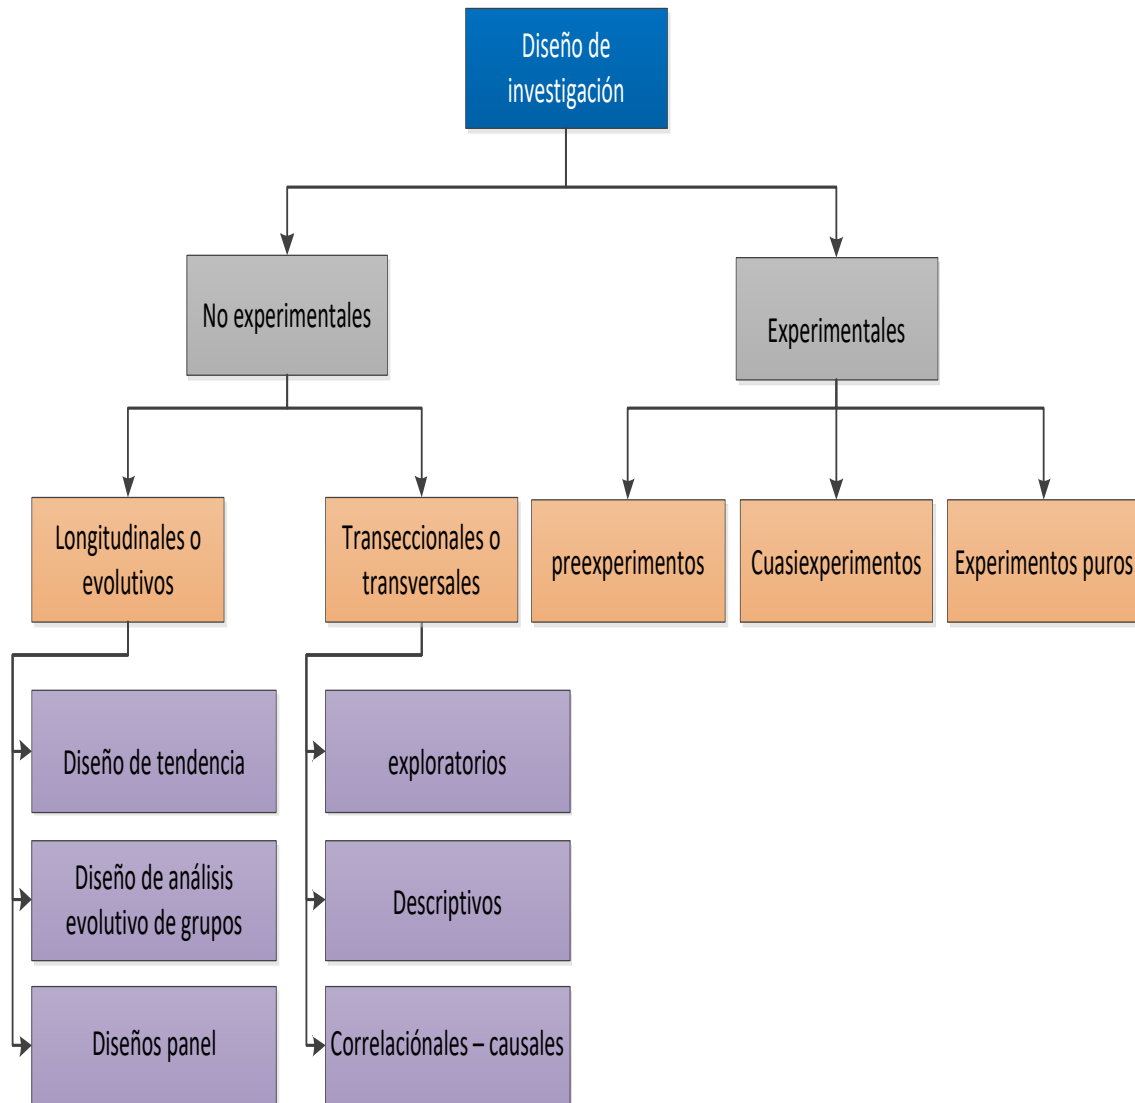 Diseño de
investigación
No experimentales
Experimentales
Longitudinales o
evolutivos
Transeccionales o
transversales
preexperimentos
Cuasiexperimentos
Experimentos puros
Diseño de tendencia
exploratorios
Diseño de análisis
evolutivo de grupos
Descriptivos
Diseños panel
Correlaciónales – causales